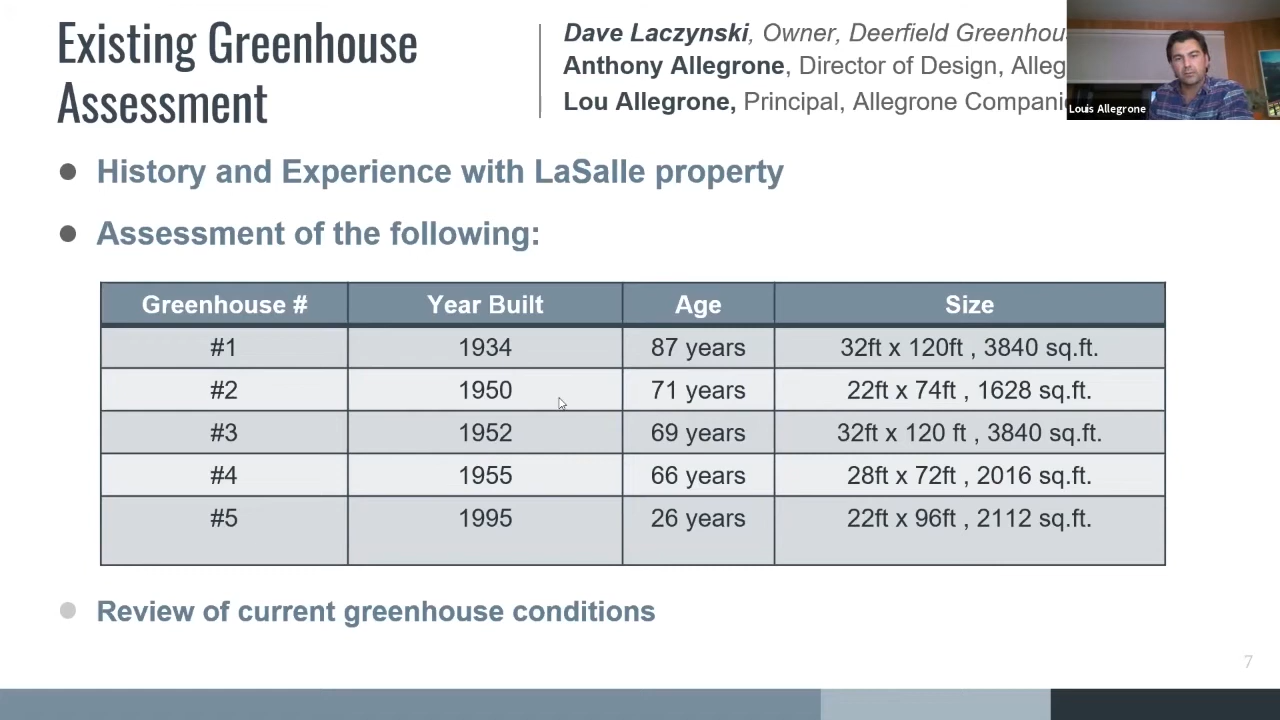 Existing Greenhouse
Assessment
Dave Laczynski, Owner, Deerfield
Anthony Allegrone, Director of Design,
Lou Allegrone, Principal, Allegrone
Louis Allegrone
History and Experience with LaSalle property
Assessment of the following:
Greenhouse # Year Built Age Size
#1 1934 87 years 32ft x 120ft , 3840 sq.ft.
#2 1950 71 years 22ft x 74ft , 1628 sq.ft.
#3 1952 69 years 32ft x 120 ft , 3840 sq.ft.
#4 1955 66 years 28ft x 72ft , 2016 sq.ft.
#5 1995 26 years 22ft x 96ft , 2112 sq.ft.
Review of current greenhouse conditions
7